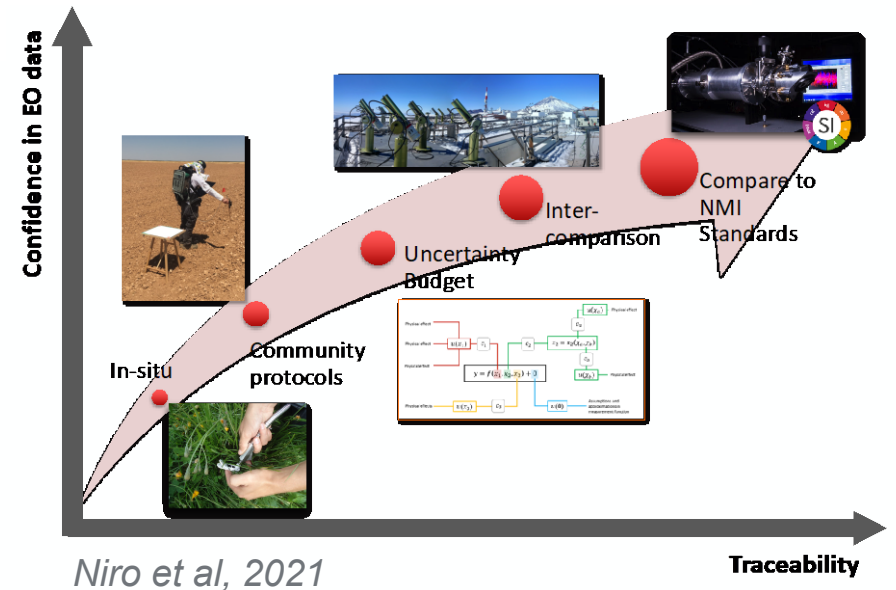 Confidence in EO data
In-situ
Community
protocols
Uncertainty
Budget
Inter-
comparison
Compare to
NMI
Standards
SI
Traceability
Niro et al, 2021